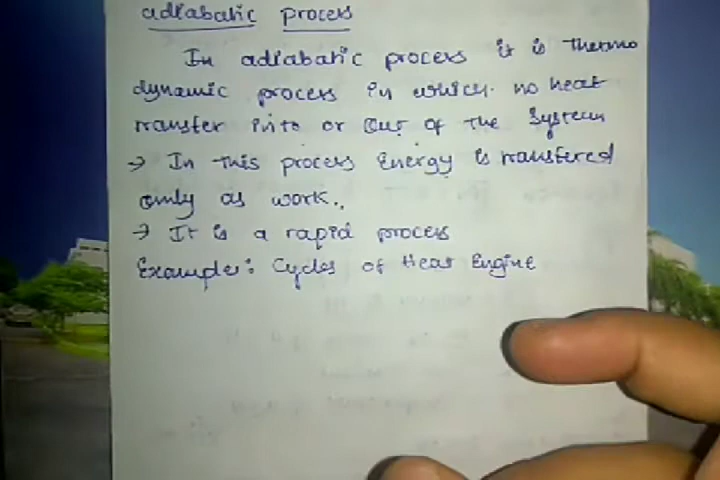 adiabatic process
In adiabatic process it is Thermo
dynamic process in which no heat
transfer into or Out of The System
→ In this process Energy is transfered
only as work..
→ It is a rapid process
Example: Cycles of Heat Engine